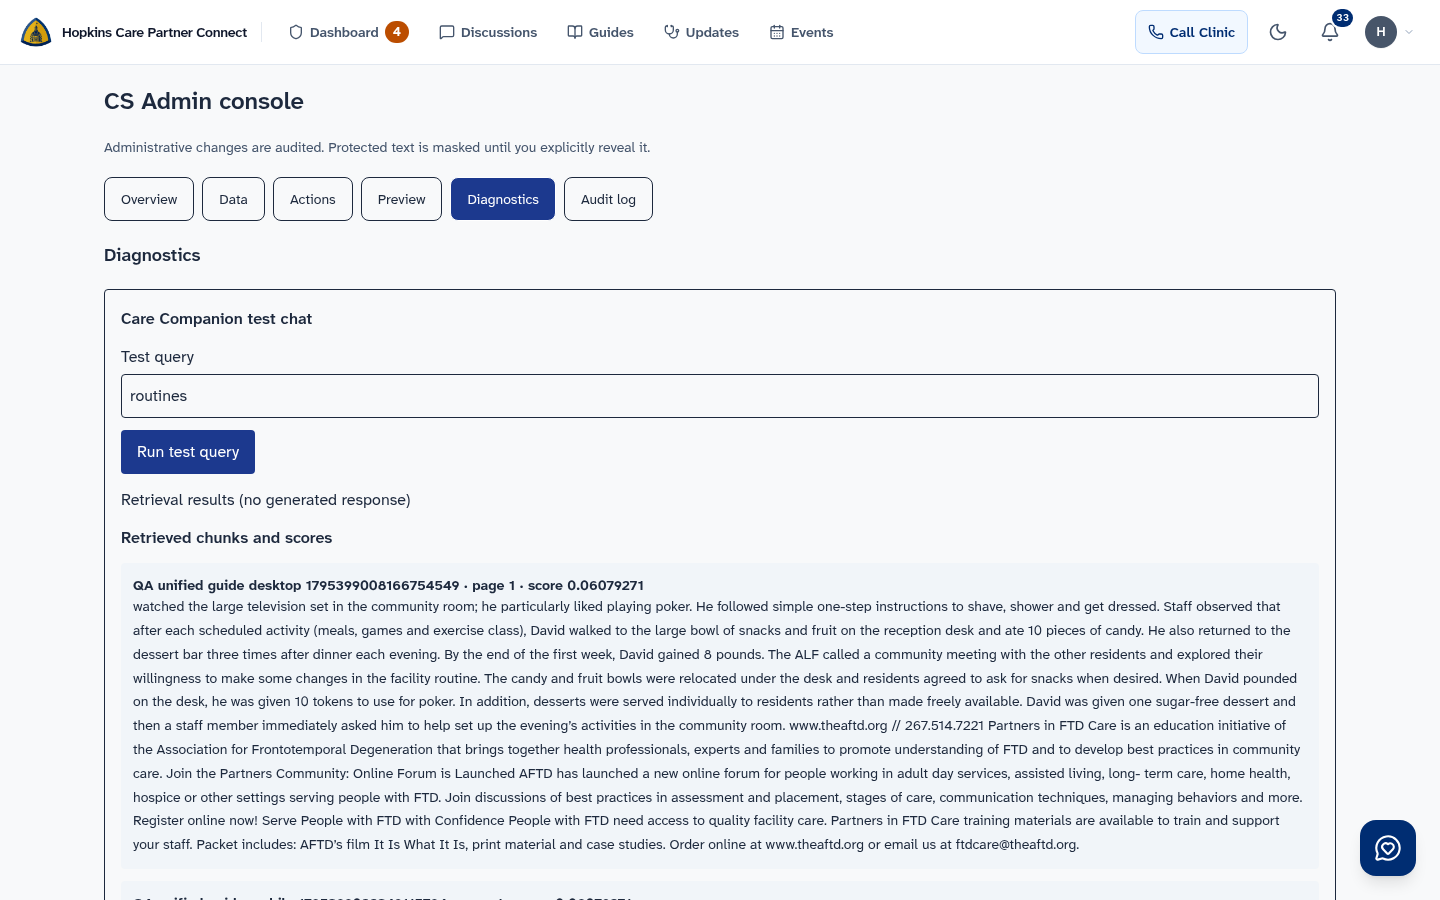 Hopkins Care Partner Connect
Dashboard 4
Discussions
Guides
Updates
Events
Call Clinic
33
H
CS Admin console
Administrative changes are audited. Protected text is masked until you explicitly reveal it.
Overview
Data
Actions
Preview
Diagnostics
Audit log
Diagnostics
Care Companion test chat
Test query
routines
Run test query
Retrieval results (no generated response)
Retrieved chunks and scores
QA unified guide desktop 1795399008166754549 · page 1 · score 0.06079271
watched the large television set in the community room; he particularly liked playing poker. He followed simple one-step instructions to shave, shower and get dressed. Staff observed that
after each scheduled activity (meals, games and exercise class), David walked to the large bowl of snacks and fruit on the reception desk and ate 10 pieces of candy. He also returned to the
dessert bar three times after dinner each evening. By the end of the first week, David gained 8 pounds. The ALF called a community meeting with the other residents and explored their
willingness to make some changes in the facility routine. The candy and fruit bowls were relocated under the desk and residents agreed to ask for snacks when desired. When David pounded
on the desk, he was given 10 tokens to use for poker. In addition, desserts were served individually to residents rather than made freely available. David was given one sugar-free dessert and
then a staff member immediately asked him to help set up the evening's activities in the community room. www.theaftd.org // 267.514.7221 Partners in FTD Care is an education initiative of
the Association for Frontotemporal Degeneration that brings together health professionals, experts and families to promote understanding of FTD and to develop best practices in community
care. Join the Partners Community: Online Forum is Launched AFTD has launched a new online forum for people working in adult day services, assisted living, long- term care, home health,
hospice or other settings serving people with FTD. Join discussions of best practices in assessment and placement, stages of care, communication techniques, managing behaviors and more.
Register online now! Serve People with FTD with Confidence People with FTD need access to quality facility care. Partners in FTD Care training materials are available to train and support
your staff. Packet includes: AFTD's film It Is What It Is, print material and case studies. Order online at www.theaftd.org or email us at ftdcare@theaftd.org.